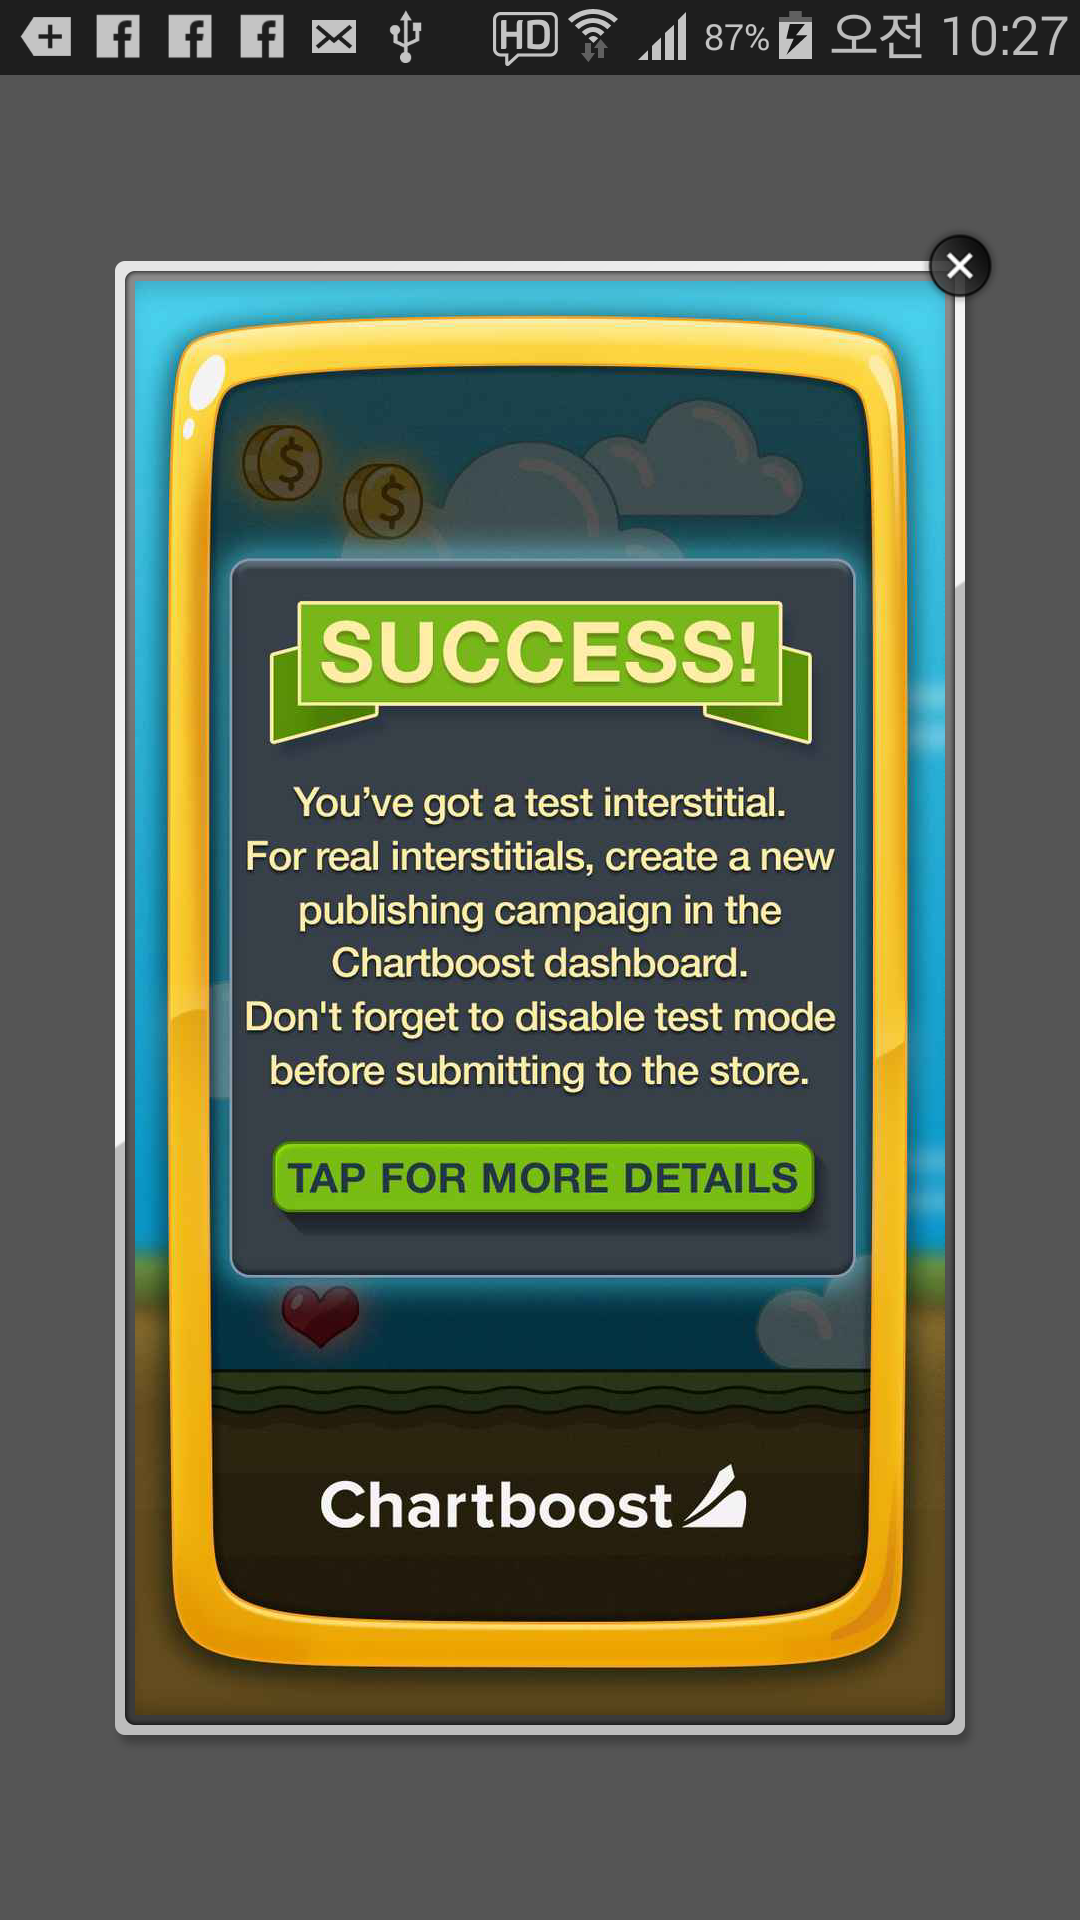 HD 87% 오전 10:27
SUCCESS!
You’ve got a test interstitial.
For real interstitials, create a new
publishing campaign in the
Chartboost dashboard.
Don't forget to disable test mode
before submitting to the store.
TAP FOR MORE DETAILS
Chartboost